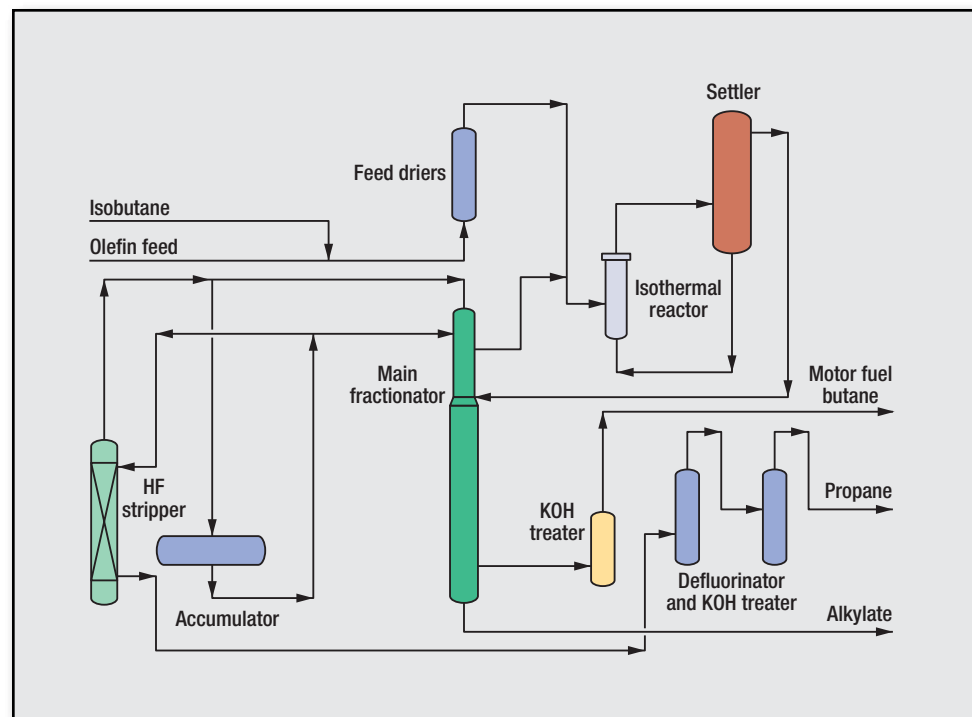 Settler
Feed driers
Isobutane
Olefin feed
Isothermal
reactor
Main
fractionator
Motor fuel
butane
HF
stripper
KOH
treater
Propane
Accumulator
Defluorinator
and KOH treater
Alkylate